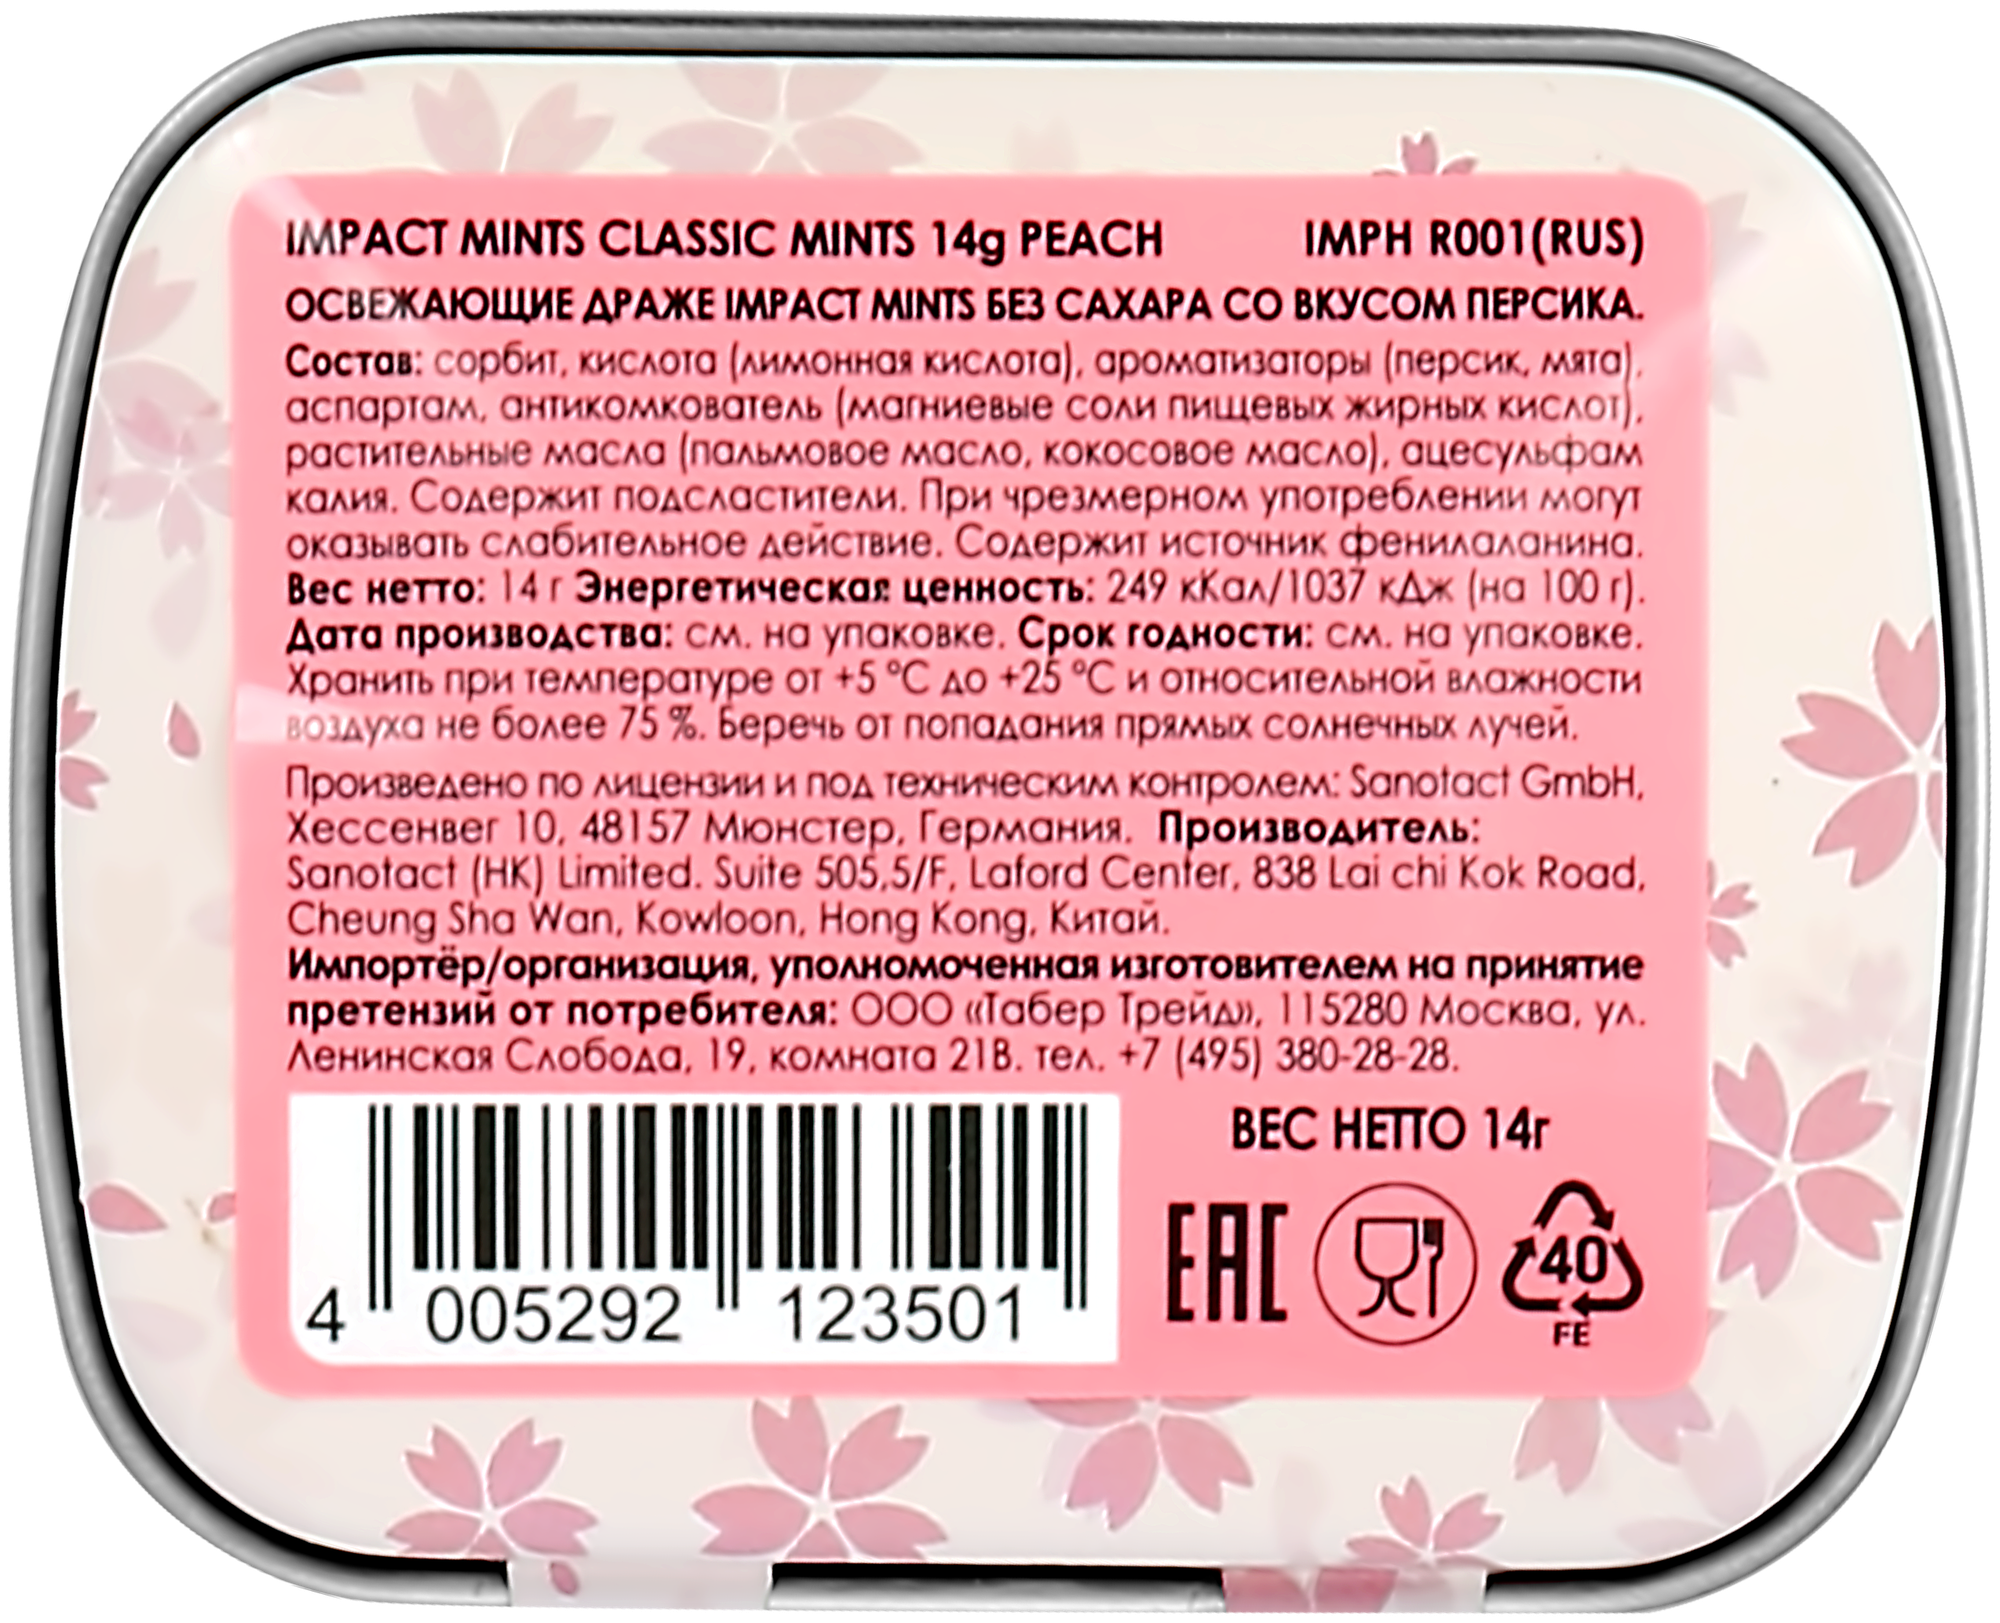 IMPACT MINTS CLASSIC MINTS 14g PEACH IMPH R001(RUS)
ОСВЕЖАЮЩИЕ ДРАЖЕ IMPACT MINTS БЕЗ САХАРА СО ВКУСОМ ПЕРСИКА.
Состав: сорбит, кислота (лимонная кислота), ароматизаторы (персик, мята),
аспартам, антикомкователь (магниевые соли пищевых жирных кислот),
растительные масла (пальмовое масло, кокосовое масло), ацесульфам
калия. Содержит подсластители. При чрезмерном употреблении могут
оказывать слабительное действие. Содержит источник фенилаланина.
Вес нетто: 14 г Энергетическая ценность: 249 кКал/1037 кДж (на 100 г).
Дата производства: см. на упаковке. Срок годности: см. на упаковке.
Хранить при температуре от +5 °С до +25 °С и относительной влажности
воздуха не более 75 %. Беречь от попадания прямых солнечных лучей.
Произведено по лицензии и под техническим контролем: Sanotact GmbH,
Хессенвег 10, 48157 Мюнстер, Германия. Производитель:
Sanotact (HK) Limited. Suite 505,5/F, Laford Center, 838 Lai chi Kok Road,
Cheung Sha Wan, Kowloon, Hong Kong, Китай.
Импортёр/организация, уполномоченная изготовителем на принятие
претензий от потребителя: ООО «Табер Трейд», 115280 Москва, ул.
Ленинская Слобода, 19, комната 21В. тел. +7 (495) 380-28-28.
ВЕС НЕТТО 14г
EAC
40
FE
4 005292 123501